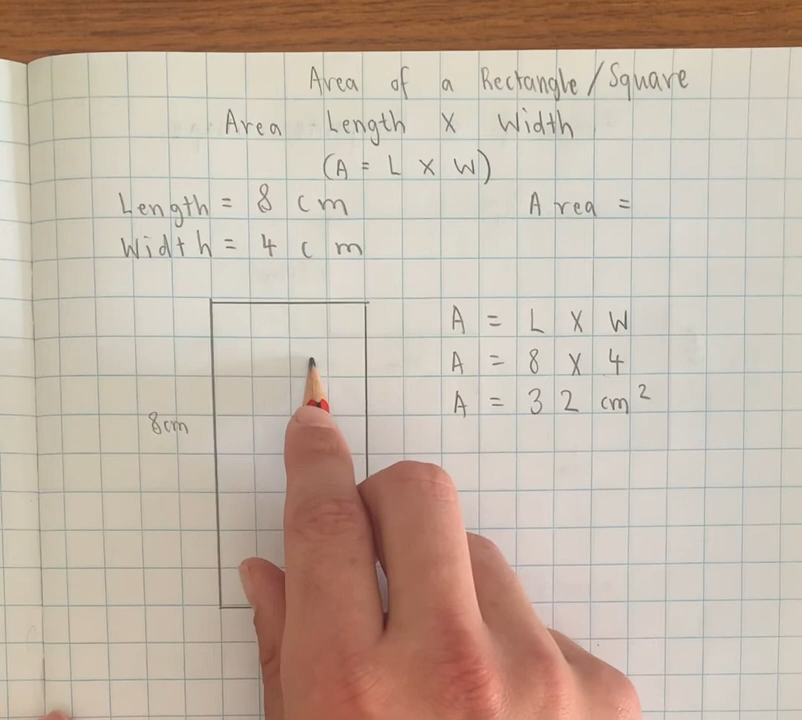 Area of a Rectangle/Square
Area Length X Width
(A = L X W)
Length = 8 cm
Area =
Width = 4 cm
A = L X W
A = 8 X 4
A = 32 cm²
8cm